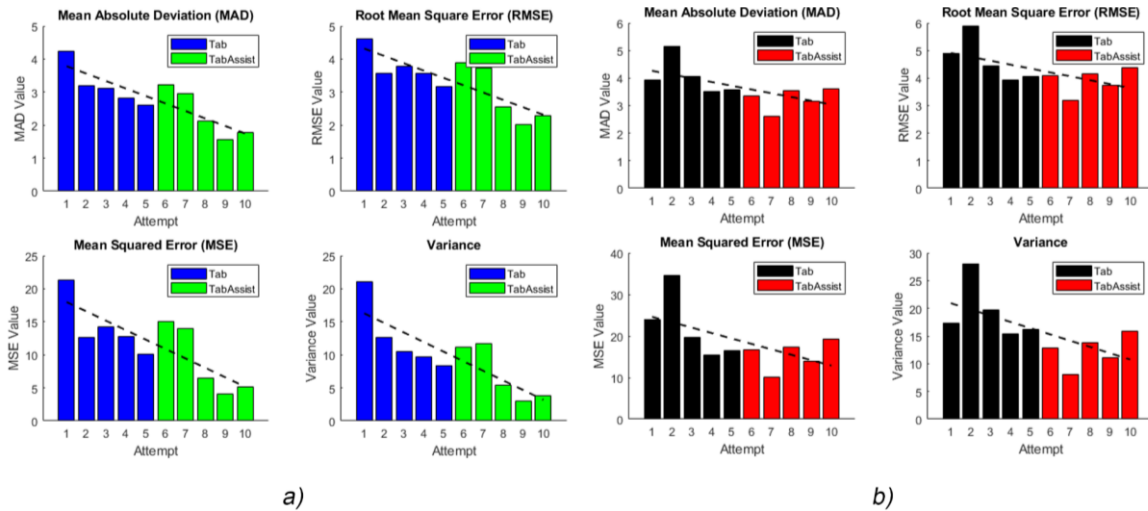 Mean Absolute Deviation (MAD)
5
4
3
2
1
0
MAD Value
Tab
TabAssist
1 2 3 4 5 6 7 8 9 10
Attempt
Root Mean Square Error (RMSE)
5
4
3
2
1
0
RMSE Value
Tab
TabAssist
1 2 3 4 5 6 7 8 9 10
Attempt
Mean Squared Error (MSE)
25
20
15
10
5
0
MSE Value
Tab
TabAssist
1 2 3 4 5 6 7 8 9 10
Attempt
Variance
25
20
15
10
5
0
Variance Value
Tab
TabAssist
1 2 3 4 5 6 7 8 9 10
Attempt
a)
Mean Absolute Deviation (MAD)
6
5
4
3
2
1
0
MAD Value
Tab
TabAssist
1 2 3 4 5 6 7 8 9 10
Attempt
Root Mean Square Error (RMSE)
6
5
4
3
2
1
0
RMSE Value
Tab
TabAssist
1 2 3 4 5 6 7 8 9 10
Attempt
Mean Squared Error (MSE)
40
30
20
10
0
MSE Value
Tab
TabAssist
1 2 3 4 5 6 7 8 9 10
Attempt
Variance
30
25
20
15
10
5
0
Variance Value
Tab
TabAssist
1 2 3 4 5 6 7 8 9 10
Attempt
b)